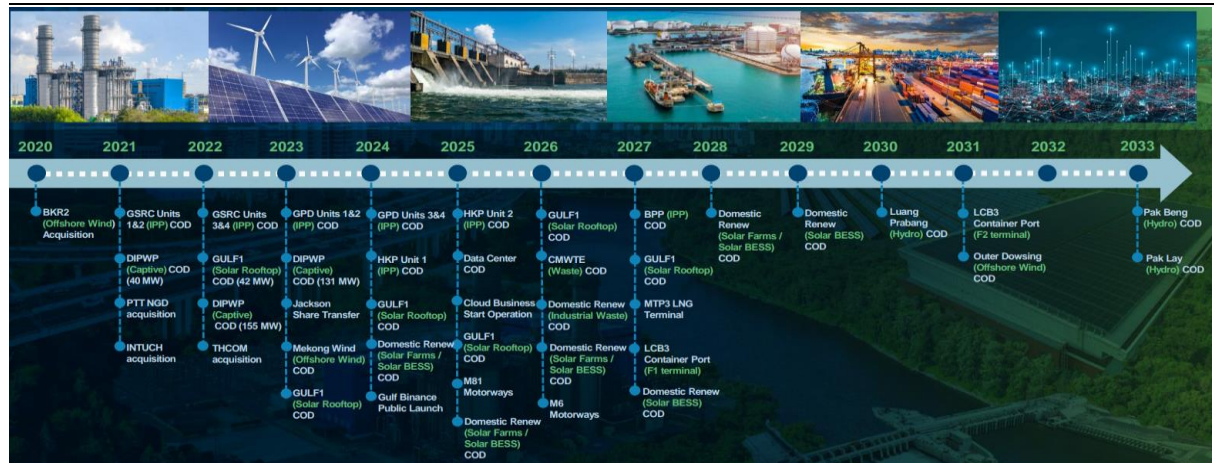 2020
2021
2022
2023
2024
2025
2026
2027
2028
2029
2030
2031
2032
2033
BKR2
(Offshore Wind)
Acquisition
GSRC Units
1&2 (IPP) COD
DIPWP
(Captive) COD
(40 MW)
PTT NGD
acquisition
INTUCH
acquisition
GSRC Units
3&4 (IPP) COD
GULF1
(Solar Rooftop)
COD (42 MW)
DIPWP
(Captive)
COD (155 MW)
THCOM
acquisition
GPD Units 1&2
(IPP) COD
DIPWP
(Captive)
COD (131 MW)
Jackson
Share Transfer
Mekong Wind
(Offshore Wind)
COD
GULF1
(Solar Rooftop)
COD
GPD Units 3&4
(IPP) COD
HKP Unit 1
(IPP) COD
GULF1
(Solar Rooftop)
COD
Domestic Renew
(Solar Farms /
Solar BESS)
COD
Gulf Binance
Public Launch
HKP Unit 2
(IPP) COD
Data Center
COD
Cloud Business
Start Operation
GULF1
(Solar Rooftop)
COD
M81
Motorways
Domestic Renew
(Solar Farms /
Solar BESS)
COD
GULF1
(Solar Rooftop)
COD
CMWTE
(Waste) COD
Domestic Renew
(Industrial Waste)
COD
Domestic Renew
(Solar Farms /
Solar BESS)
COD
M6
Motorways
BPP (IPP)
COD
GULF1
(Solar Rooftop)
COD
MTP3 LNG
Terminal
LCB3
Container Port
(F1 terminal)
Domestic Renew
(Solar BESS)
COD
Domestic
Renew
(Solar Farms /
Solar BESS)
COD
Domestic
Renew
(Solar BESS)
COD
Luang
Prabang
(Hydro) COD
LCB3
Container Port
(F2 terminal)
Outer Dowsing
(Offshore Wind)
COD
Pak Beng
(Hydro) COD
Pak Lay
(Hydro) COD